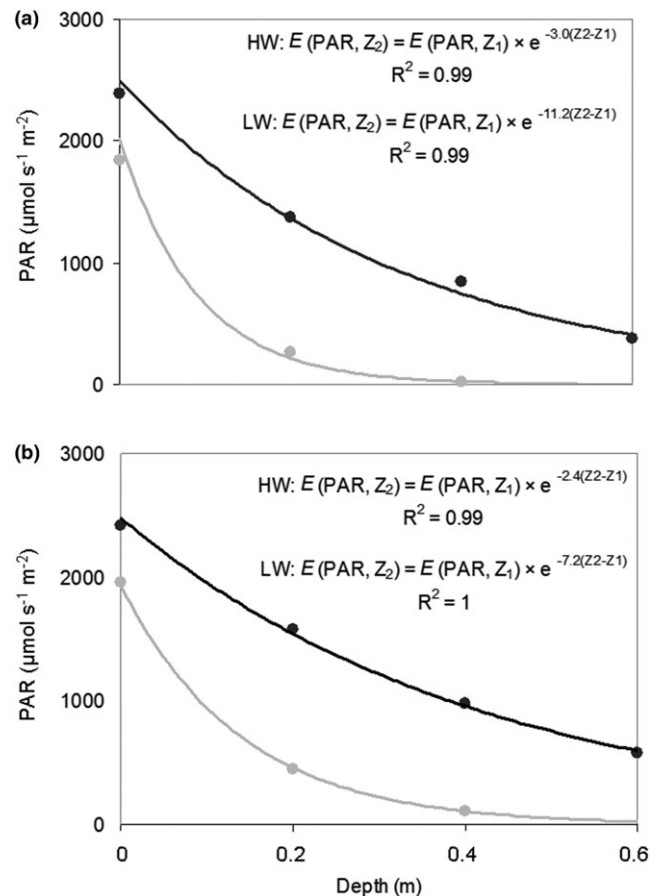 (a)
3000
2000
1000
0
PAR (μmol s⁻¹ m⁻²)
HW: E (PAR, Z₂) = E (PAR, Z₁) × e ^-3.0(Z2-Z1)
R² = 0.99
LW: E (PAR, Z₂) = E (PAR, Z₁) × e ^-11.2(Z2-Z1)
R² = 0.99
(b)
3000
2000
1000
0
PAR (μmol s⁻¹ m⁻²)
HW: E (PAR, Z₂) = E (PAR, Z₁) × e ^-2.4(Z2-Z1)
R² = 0.99
LW: E (PAR, Z₂) = E (PAR, Z₁) × e ^-7.2(Z2-Z1)
R² = 1
0 0.2 0.4 0.6
Depth (m)